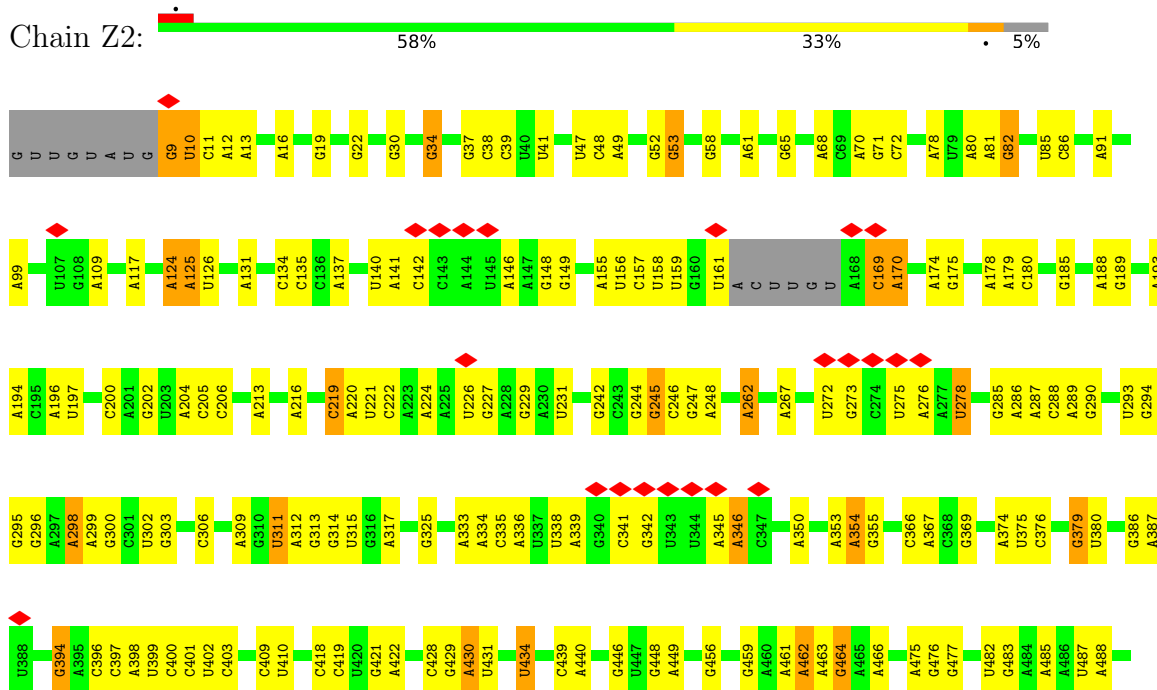 Chain Z2:
58% 33% • 5%
G U U G U A U G G9 U10 C11 A12 A13 A16 G19 G22 G30 G34 G37 C38 C39 U40 U41 U47 C48 A49 G52 G53 G58 A61 G65 A68 C69 A70 G71 C72 A78 U79 A80 A81 G82 U85 C86 A91
A99 U107 G108 A109 A117 A124 A125 U126 A131 C134 C135 C136 A137 U140 A141 C142 C143 A144 U145 A146 A147 G148 G149 A155 U156 C157 U158 U159 G160 U161 A C U U G U A168 C169 A170 A174 G175 A178 A179 C180 G185 A188 G189 A193
A194 C195 A196 U197 C200 A201 G202 U203 A204 C205 C206 A213 A216 C219 A220 U221 C222 A223 A224 A225 U226 G227 A228 G229 A230 U231 G242 C243 G244 G245 C246 G247 A248 A262 A267 U272 G273 C274 U275 A276 A277 U278 G285 A286 A287 C288 A289 G290 U293 G294
G295 G296 A297 A298 A299 G300 C301 U302 G303 C306 A309 G310 U311 A312 G313 G314 U315 G316 A317 G325 A333 A334 C335 A336 U337 U338 A339 G340 C341 G342 U343 U344 A345 A346 C347 A350 A353 A354 G355 C366 A367 C368 G369 A374 U375 C376 G379 U380 G386 A387
U388 G394 A395 C396 C397 A398 U399 C400 C401 U402 C403 C409 U410 C418 C419 U420 G421 A422 C428 G429 A430 U431 U434 C439 A440 G446 U447 G448 A449 G456 G459 A460 A461 A462 A463 G464 A465 A466 A475 G476 G477 U482 G483 A484 A485 A486 U487 A488